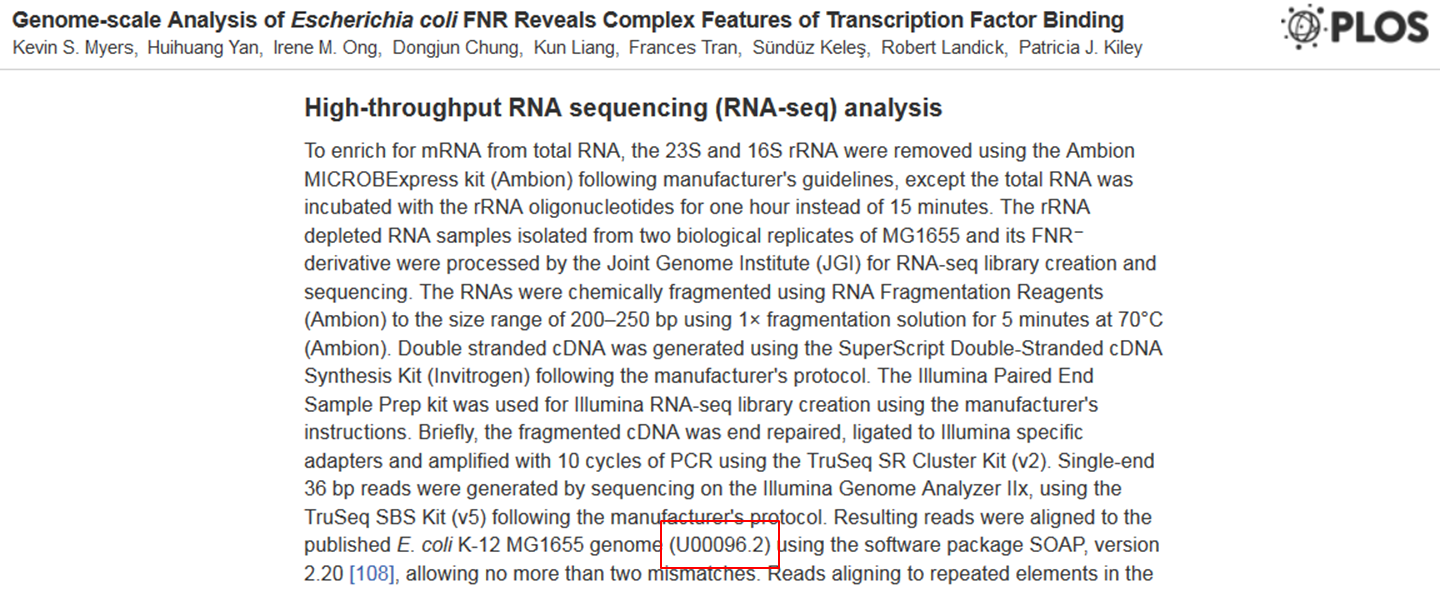 Genome-scale Analysis of Escherichia coli FNR Reveals Complex Features of Transcription Factor Binding
Kevin S. Myers, Huihuang Yan, Irene M. Ong, Dongjun Chung, Kun Liang, Frances Tran, Sündüz Keleş, Robert Landick, Patricia J. Kiley
PLOS
High-throughput RNA sequencing (RNA-seq) analysis
To enrich for mRNA from total RNA, the 23S and 16S rRNA were removed using the Ambion
MICROBExpress kit (Ambion) following manufacturer's guidelines, except the total RNA was
incubated with the rRNA oligonucleotides for one hour instead of 15 minutes. The rRNA
depleted RNA samples isolated from two biological replicates of MG1655 and its FNR⁻
derivative were processed by the Joint Genome Institute (JGI) for RNA-seq library creation and
sequencing. The RNAs were chemically fragmented using RNA Fragmentation Reagents
(Ambion) to the size range of 200–250 bp using 1× fragmentation solution for 5 minutes at 70°C
(Ambion). Double stranded cDNA was generated using the SuperScript Double-Stranded cDNA
Synthesis Kit (Invitrogen) following the manufacturer's protocol. The Illumina Paired End
Sample Prep kit was used for Illumina RNA-seq library creation using the manufacturer's
instructions. Briefly, the fragmented cDNA was end repaired, ligated to Illumina specific
adapters and amplified with 10 cycles of PCR using the TruSeq SR Cluster Kit (v2). Single-end
36 bp reads were generated by sequencing on the Illumina Genome Analyzer IIx, using the
TruSeq SBS Kit (v5) following the manufacturer's protocol. Resulting reads were aligned to the
published E. coli K-12 MG1655 genome (U00096.2) using the software package SOAP, version
2.20 [108], allowing no more than two mismatches. Reads aligning to repeated elements in the